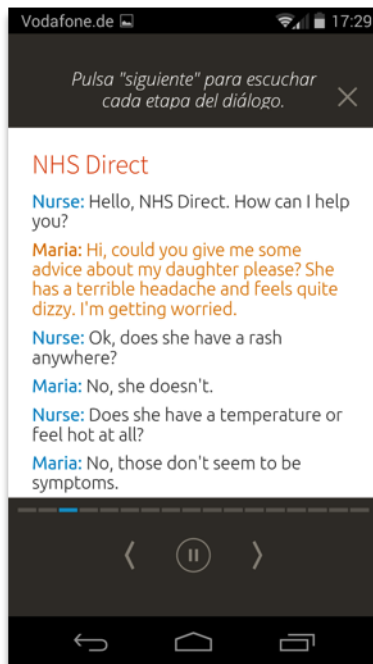 Vodafone.de 17:29
Pulsa "siguiente" para escuchar
cada etapa del diálogo.
NHS Direct
Nurse: Hello, NHS Direct. How can I help
you?
Maria: Hi, could you give me some
advice about my daughter please? She
has a terrible headache and feels quite
dizzy. I'm getting worried.
Nurse: Ok, does she have a rash
anywhere?
Maria: No, she doesn't.
Nurse: Does she have a temperature or
feel hot at all?
Maria: No, those don't seem to be
symptoms.